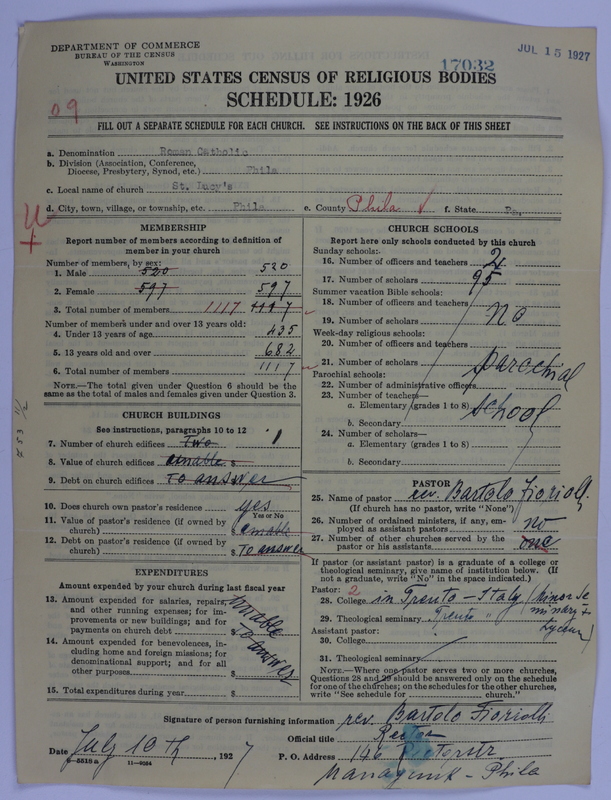 DEPARTMENT OF COMMERCE
BUREAU OF THE CENSUS
WASHINGTON
17032
JUL 15 1927
UNITED STATES CENSUS OF RELIGIOUS BODIES
SCHEDULE: 1926
09
FILL OUT A SEPARATE SCHEDULE FOR EACH CHURCH. SEE INSTRUCTIONS ON THE BACK OF THIS SHEET
a. Denomination Roman Catholic
b. Division (Association, Conference,
Diocese, Presbytery, Synod, etc.) Phila
c. Local name of church St. Lucy's
d. City, town, village, or township, etc. Phila e. County Phila f. State Pa.
MEMBERSHIP
Report number of members according to definition of
member in your church
Number of members, by sex:
1. Male 520 520
2. Female 597 597
3. Total number of members 1117 1117
Number of members under and over 13 years old:
4. Under 13 years of age 435
5. 13 years old and over 682
6. Total number of members 1117
NOTE.—The total given under Question 6 should be the
same as the total of males and females given under Question 3.
CHURCH BUILDINGS
See instructions, paragraphs 10 to 12
7. Number of church edifices Two 1
8. Value of church edifices unable $
9. Debt on church edifices to answer
10. Does church own pastor's residence yes
Yes or No
11. Value of pastor's residence (if owned by
church) $ unable
12. Debt on pastor's residence (if owned by
church) $ to answer
EXPENDITURES
Amount expended by your church during last fiscal year
13. Amount expended for salaries, repairs,
and other running expenses; for im-
provements or new buildings; and for
payments on church debt $ unable
14. Amount expended for benevolences, in-
cluding home and foreign missions; for
denominational support; and for all
other purposes $ to answer
15. Total expenditures during year $
CHURCH SCHOOLS
Report here only schools conducted by this church
Sunday schools:
16. Number of officers and teachers 2
17. Number of scholars 95
Summer vacation Bible schools:
18. Number of officers and teachers
19. Number of scholars No
Week-day religious schools:
20. Number of officers and teachers
21. Number of scholars parochial
Parochial schools:
22. Number of administrative officers
23. Number of teachers—
a. Elementary (grades 1 to 8) school
b. Secondary
24. Number of scholars—
a. Elementary (grades 1 to 8)
b. Secondary
PASTOR
25. Name of pastor rev. Bartolo Fiorolli
(If church has no pastor, write "None")
26. Number of ordained ministers, if any, em-
ployed as assistant pastors no
27. Number of other churches served by the
pastor or his assistants one
If pastor (or assistant pastor) is a graduate of a college or
theological seminary, give name of institution below. (If
not a graduate, write "No" in the space indicated.)
Pastor: 2
28. College in Trento - Italy (Minor Se
29. Theological seminary Trento " minary &
Lyceum)
Assistant pastor:
30. College
31. Theological seminary
NOTE.—Where one pastor serves two or more churches,
Questions 28 and 29 should be answered only on the schedule
for one of the churches; on the schedules for the other churches,
write "See schedule for church."
Signature of person furnishing information rev. Bartolo Fiorolli
Official title Rector
Date July 10th, 1927 P. O. Address 146
11—9264
Manayunk - Phila